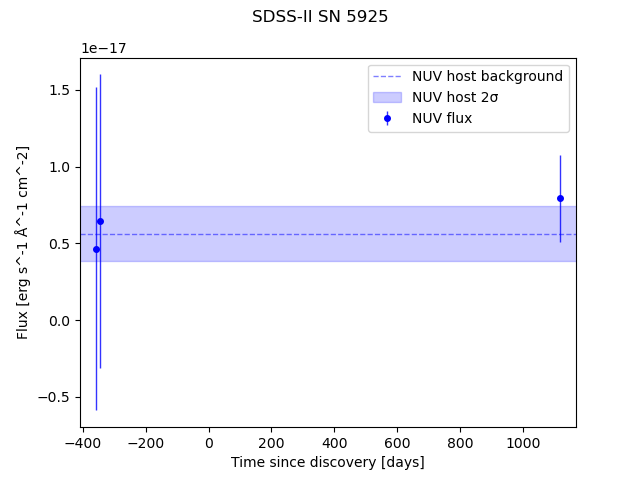 SDSS-II SN 5925
1e−17
NUV host background
NUV host 2σ
NUV flux
1.5
1.0
0.5
0.0
−0.5
Flux [erg s^-1 Å^-1 cm^-2]
−400 −200 0 200 400 600 800 1000
Time since discovery [days]